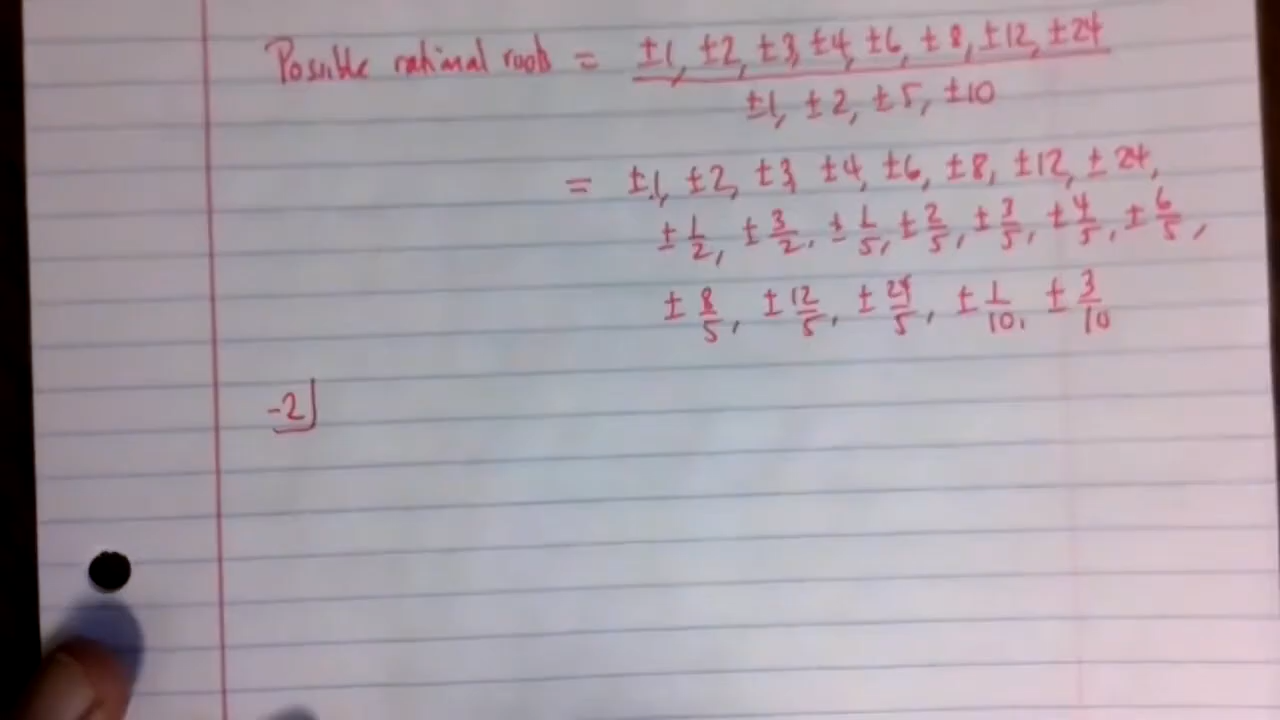 Possible rational roots = ±1, ±2, ±3, ±4, ±6, ±8, ±12, ±24
±1, ±2, ±5, ±10
= ±1, ±2, ±3, ±4, ±6, ±8, ±12, ±24,
±1/2, ±3/2, ±1/5, ±2/5, ±3/5, ±4/5, ±6/5,
±8/5, ±12/5, ±24/5, ±1/10, ±3/10
-2